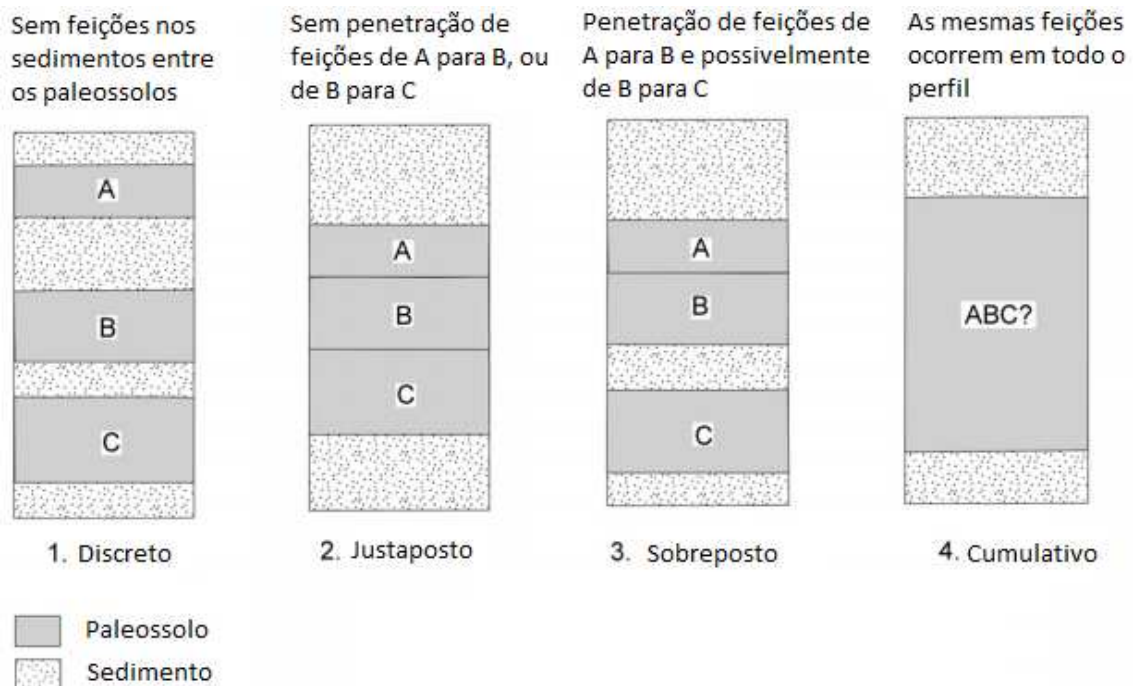 Sem feições nos
sedimentos entre
os paleossolos
A
B
C
1. Discreto
Sem penetração de
feições de A para B, ou
de B para C
A
B
C
2. Justaposto
Penetração de feições de
A para B e possivelmente
de B para C
A
B
C
3. Sobreposto
As mesmas feições
ocorrem em todo o
perfil
ABC?
4. Cumulativo
Paleossolo
Sedimento